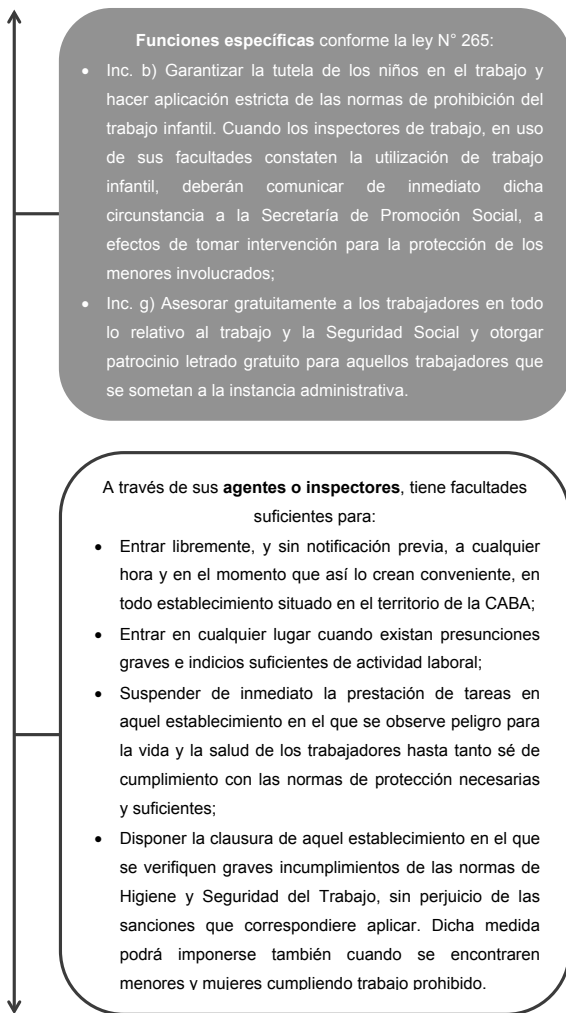 Funciones específicas conforme la ley N° 265:
• Inc. b) Garantizar la tutela de los niños en el trabajo y
hacer aplicación estricta de las normas de prohibición del
trabajo infantil. Cuando los inspectores de trabajo, en uso
de sus facultades constaten la utilización de trabajo
infantil, deberán comunicar de inmediato dicha
circunstancia a la Secretaría de Promoción Social, a
efectos de tomar intervención para la protección de los
menores involucrados;
• Inc. g) Asesorar gratuitamente a los trabajadores en todo
lo relativo al trabajo y la Seguridad Social y otorgar
patrocinio letrado gratuito para aquellos trabajadores que
se sometan a la instancia administrativa.
A través de sus agentes o inspectores, tiene facultades
suficientes para:
• Entrar libremente, y sin notificación previa, a cualquier
hora y en el momento que así lo crean conveniente, en
todo establecimiento situado en el territorio de la CABA;
• Entrar en cualquier lugar cuando existan presunciones
graves e indicios suficientes de actividad laboral;
• Suspender de inmediato la prestación de tareas en
aquel establecimiento en el que se observe peligro para
la vida y la salud de los trabajadores hasta tanto sé de
cumplimiento con las normas de protección necesarias
y suficientes;
• Disponer la clausura de aquel establecimiento en el que
se verifiquen graves incumplimientos de las normas de
Higiene y Seguridad del Trabajo, sin perjuicio de las
sanciones que correspondiere aplicar. Dicha medida
podrá imponerse también cuando se encontraren
menores y mujeres cumpliendo trabajo prohibido.